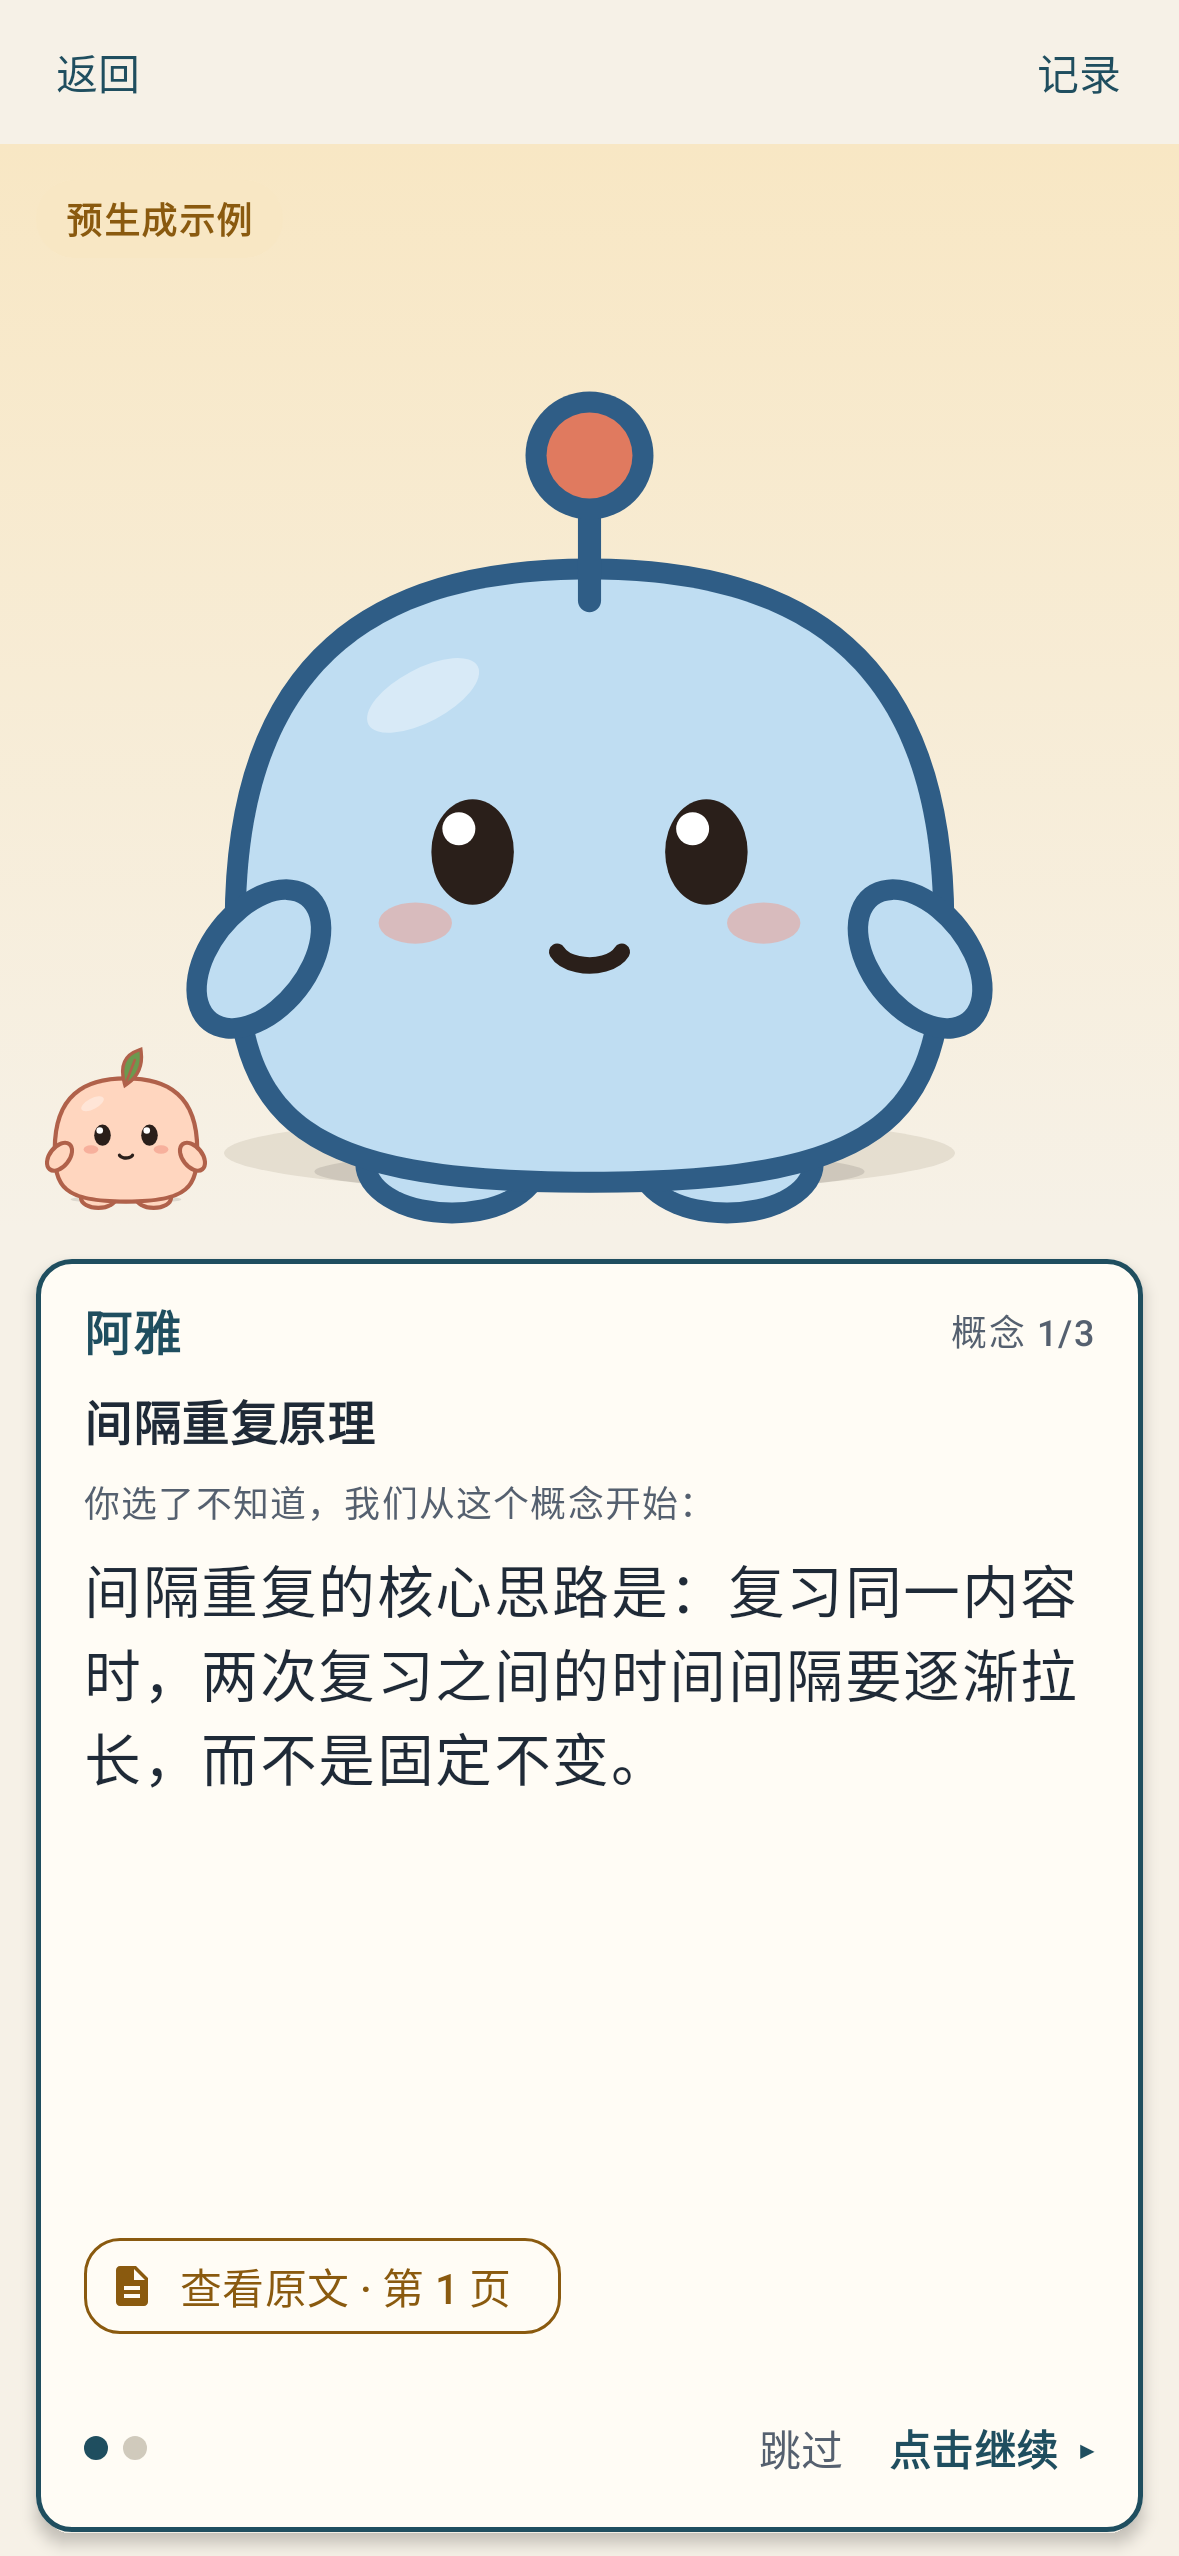 返回
记录
预生成示例
阿雅
概念 1/3
间隔重复原理
你选了不知道，我们从这个概念开始：
间隔重复的核心思路是：复习同一内容
时，两次复习之间的时间间隔要逐渐拉
长，而不是固定不变。
查看原文 · 第 1 页
跳过
点击继续 ▸